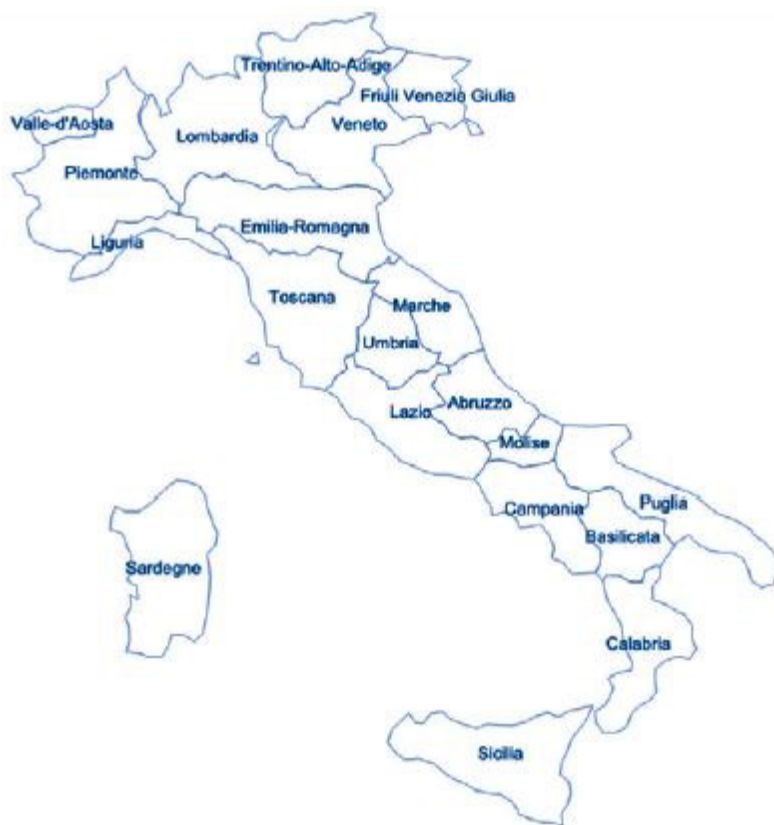 Trentino-Alto-Adige
Friuli Venezio Giulia
Valle-d'Aosta
Lombardia
Veneto
Piemonte
Emilia-Romagna
Liguria
Toscana
Marche
Umbria
Abruzzo
Lazio
Molise
Campania
Puglia
Basilicata
Sardegne
Calabria
Sicilia